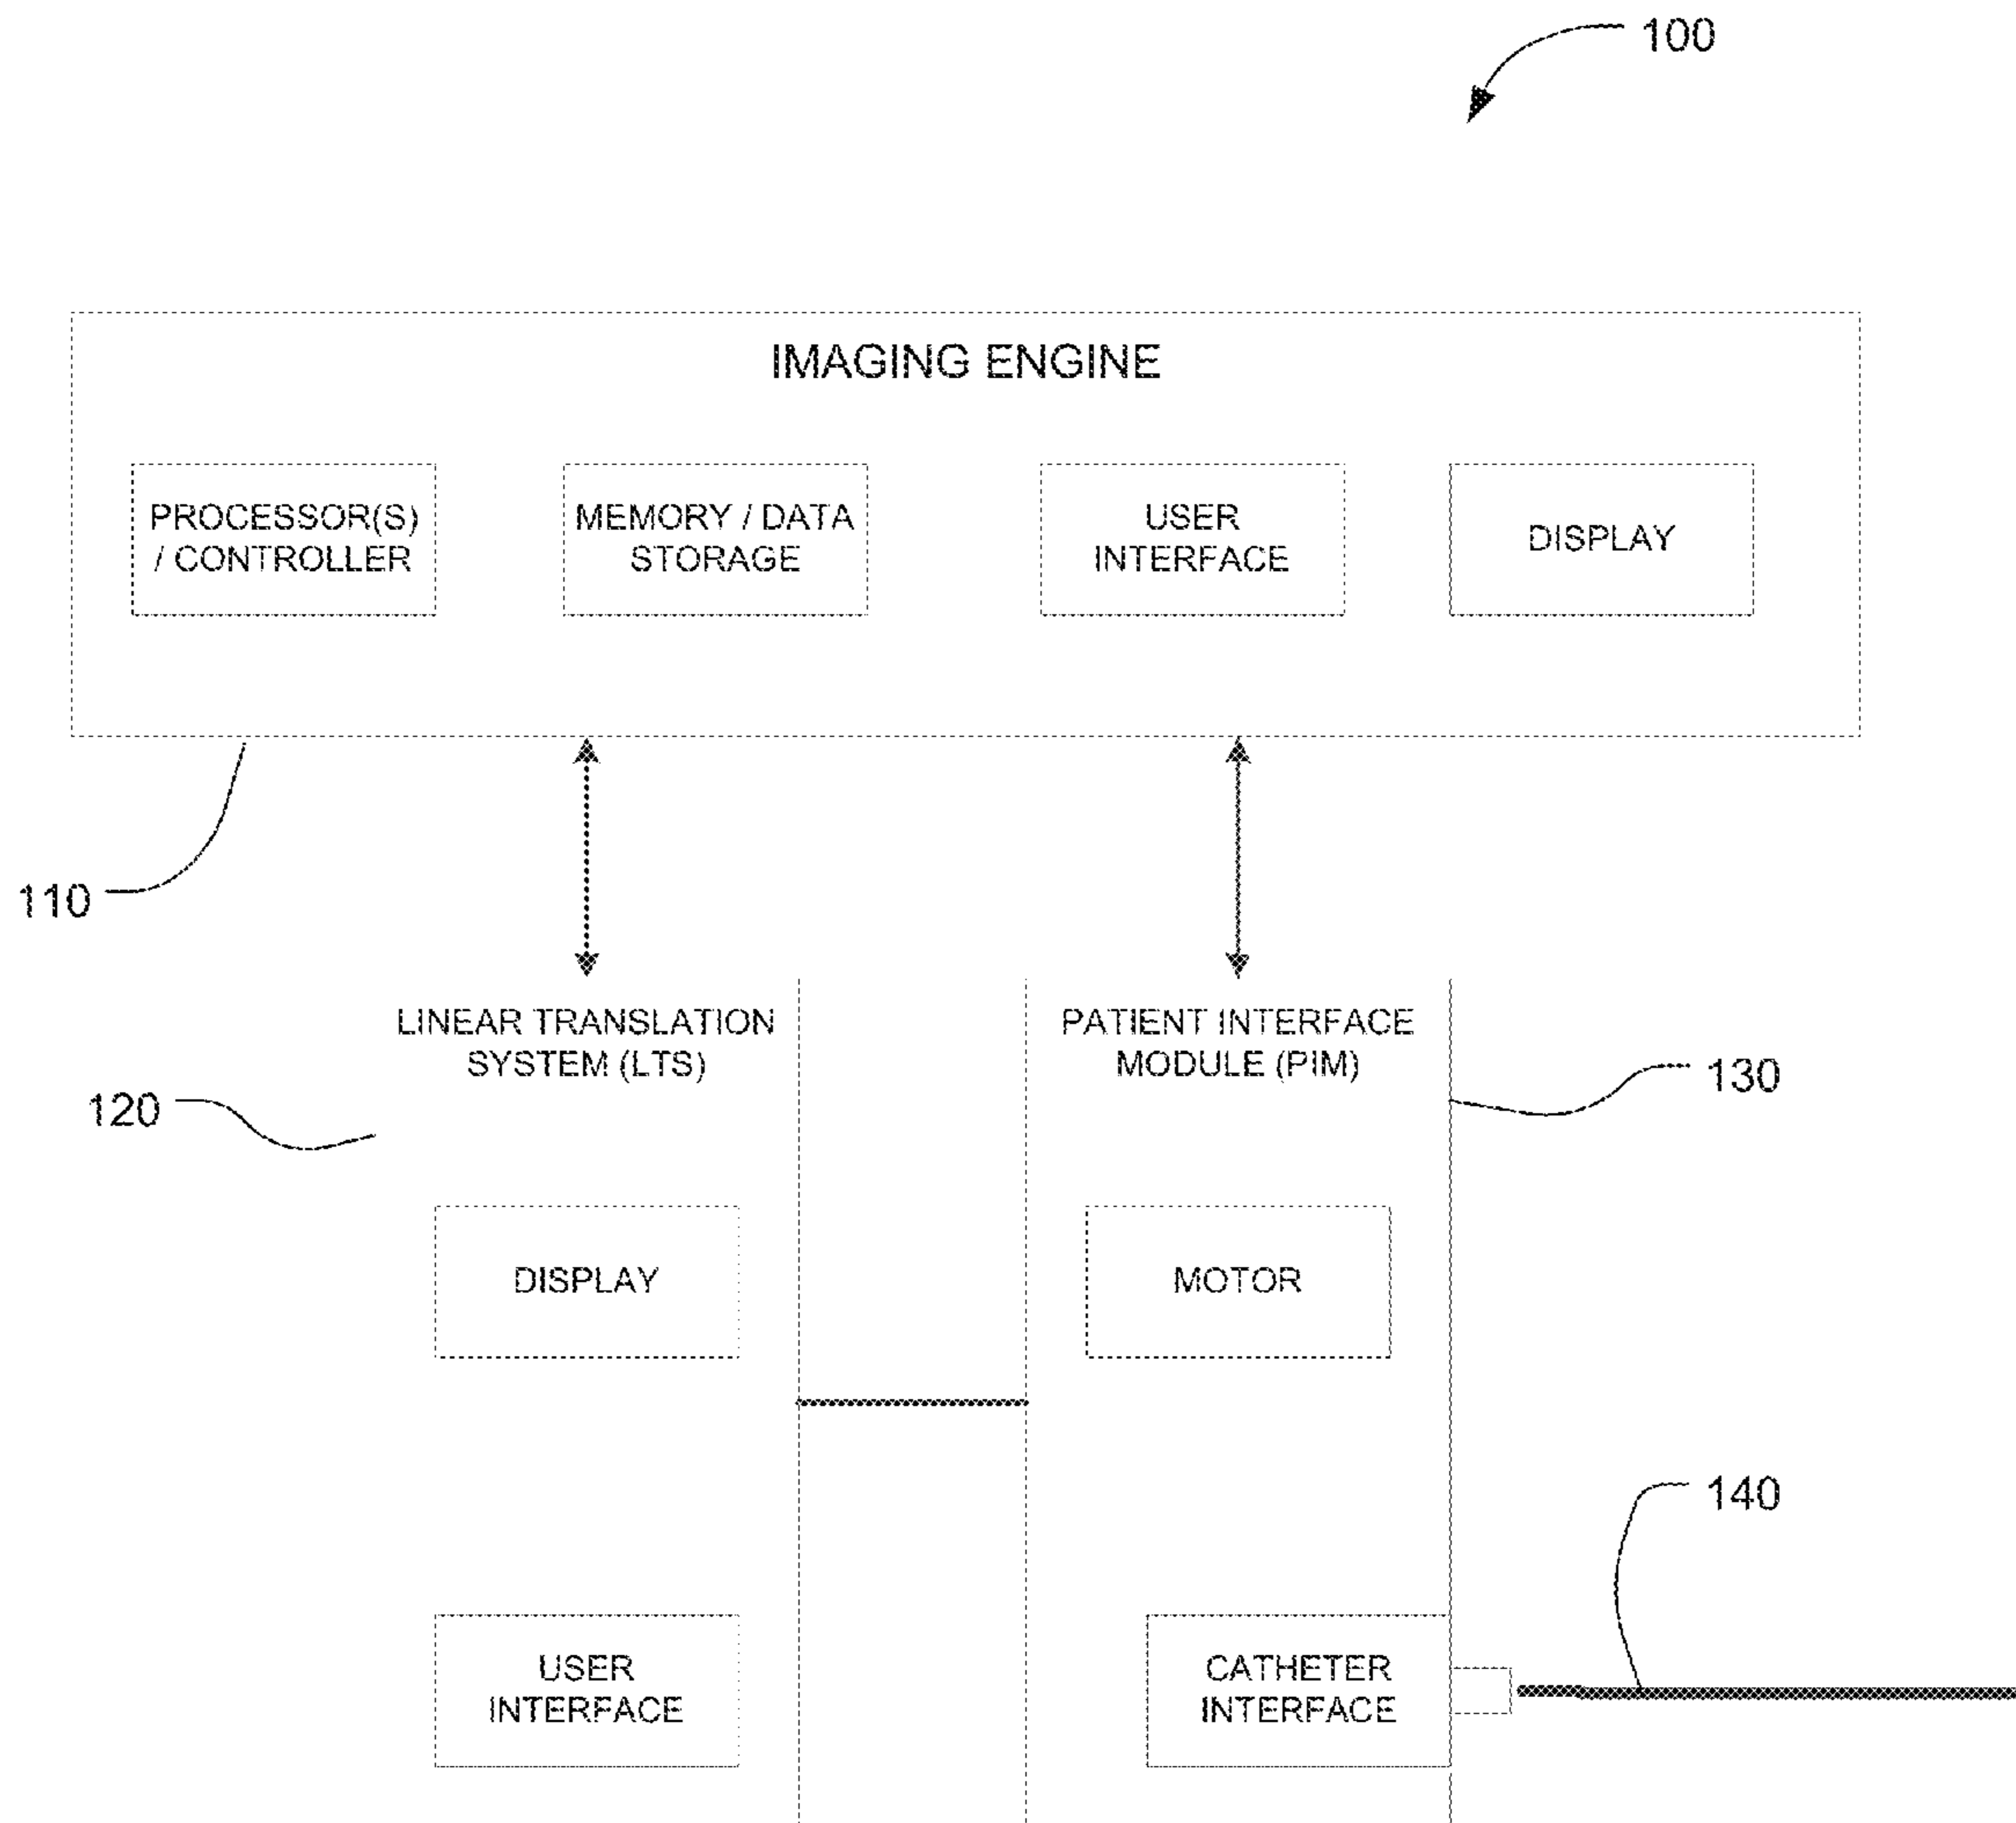 100
IMAGING ENGINE
PROCESSOR(S)
/ CONTROLLER
MEMORY / DATA
STORAGE
USER
INTERFACE
DISPLAY
110
LINEAR TRANSLATION
SYSTEM (LTS)
PATIENT INTERFACE
MODULE (PIM)
120
130
DISPLAY
MOTOR
140
USER
INTERFACE
CATHETER
INTERFACE